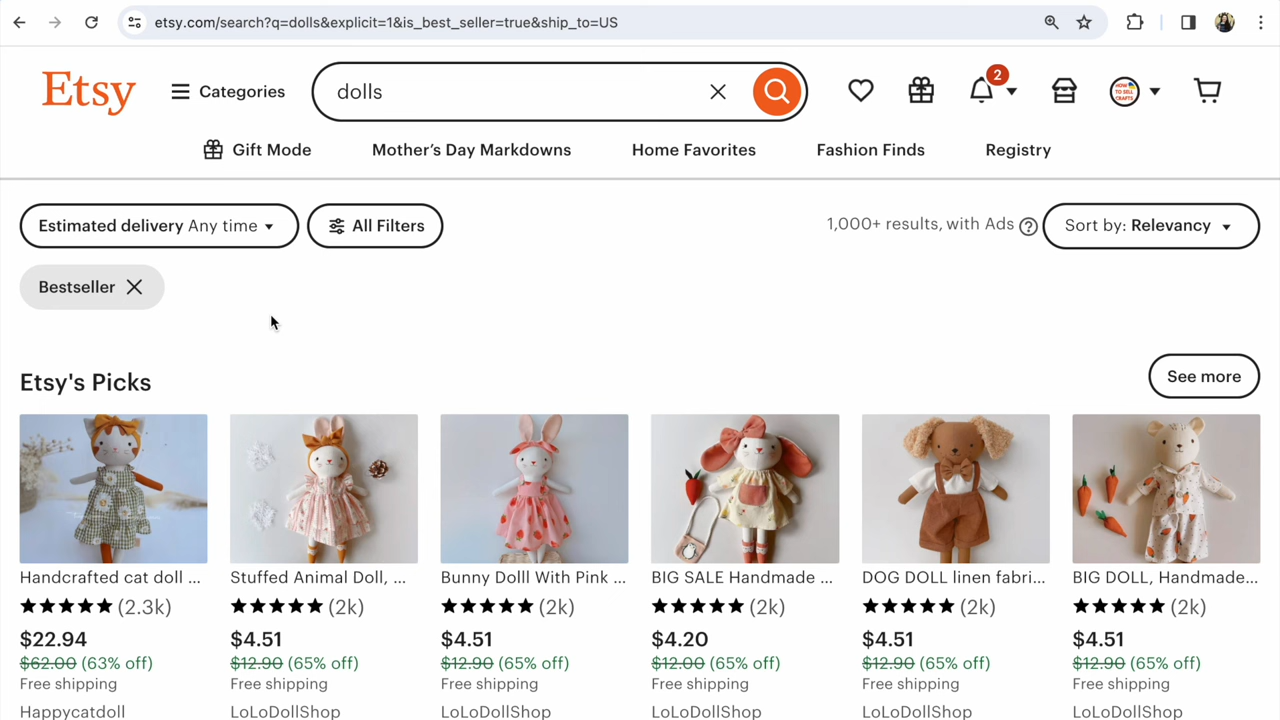 etsy.com/search?q=dolls&explicit=1&is_best_seller=true&ship_to=US
Etsy
Categories
dolls
2
HOW TO SELL CRAFTS
Gift Mode
Mother's Day Markdowns
Home Favorites
Fashion Finds
Registry
Estimated delivery Any time
All Filters
1,000+ results, with Ads
Sort by: Relevancy
Bestseller
Etsy's Picks
See more
Handcrafted cat doll ...
Stuffed Animal Doll, ...
Bunny Dolll With Pink ...
BIG SALE Handmade ...
DOG DOLL linen fabri...
BIG DOLL, Handmade...
(2.3k)
(2k)
(2k)
(2k)
(2k)
(2k)
$22.94
$4.51
$4.51
$4.20
$4.51
$4.51
$62.00 (63% off)
$12.90 (65% off)
$12.90 (65% off)
$12.00 (65% off)
$12.90 (65% off)
$12.90 (65% off)
Free shipping
Free shipping
Free shipping
Free shipping
Free shipping
Free shipping
Happycatdoll
LoLoDollShop
LoLoDollShop
LoLoDollShop
LoLoDollShop
LoLoDollShop